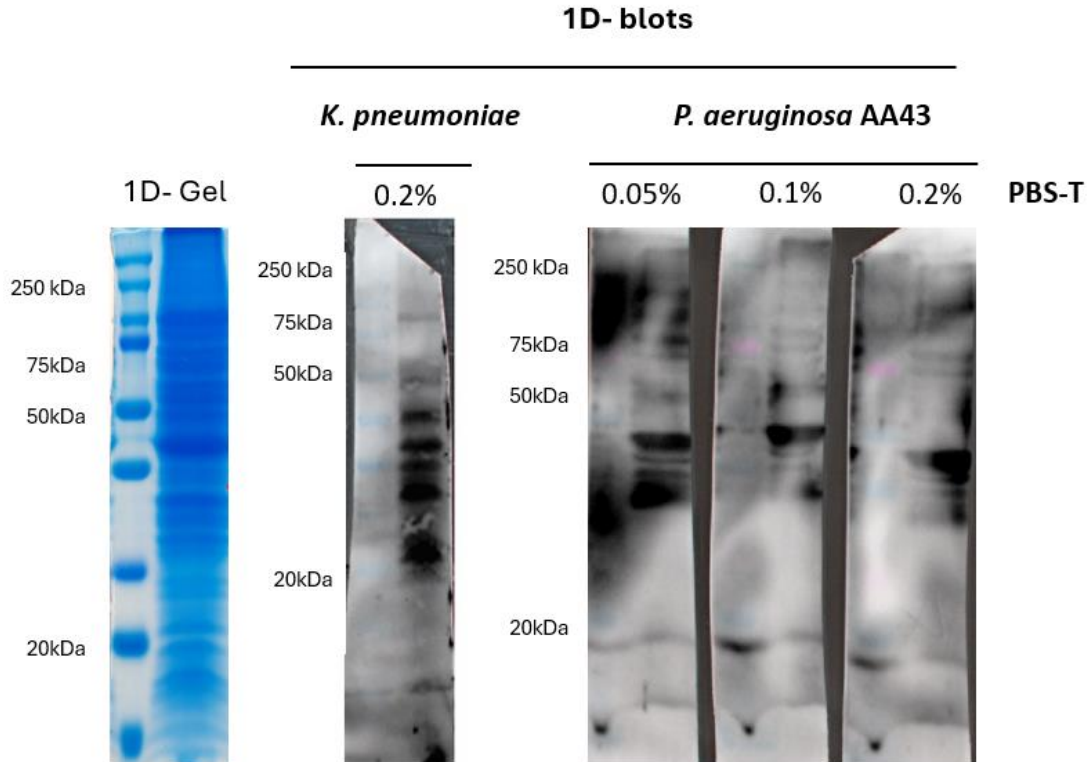 1D- blots
K. pneumoniae
P. aeruginosa AA43
1D- Gel
0.2%
0.05%
0.1%
0.2%
PBS-T
250 kDa
75kDa
50kDa
20kDa
250 kDa
75kDa
50kDa
20kDa
250 kDa
75kDa
50kDa
20kDa